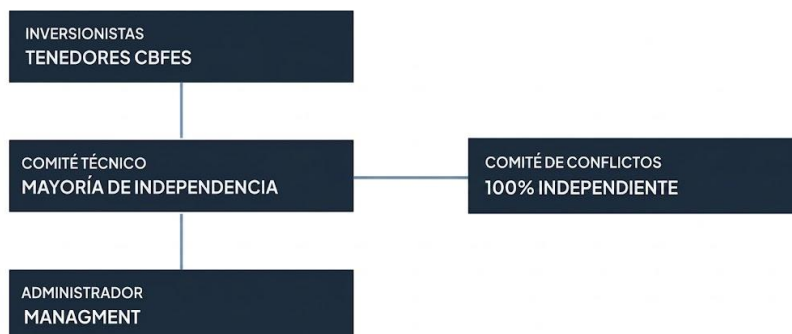 INVERSIONISTAS
TENEDORES CBFES
COMITÉ TÉCNICO
MAYORÍA DE INDEPENDENCIA
COMITÉ DE CONFLICTOS
100% INDEPENDIENTE
ADMINISTRADOR
MANAGMENT